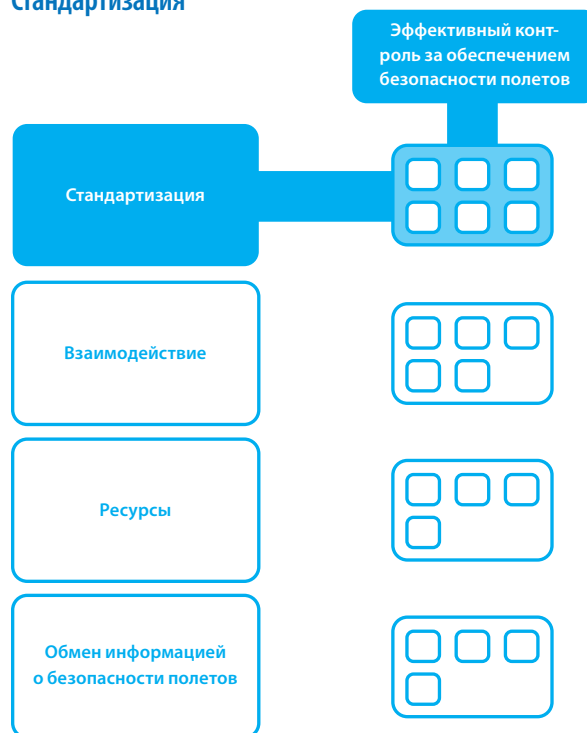 Стандартизация
Эффективный конт-
роль за обеспечением
безопасности полетов
Стандартизация
Взаимодействие
Ресурсы
Обмен информацией
о безопасности полетов